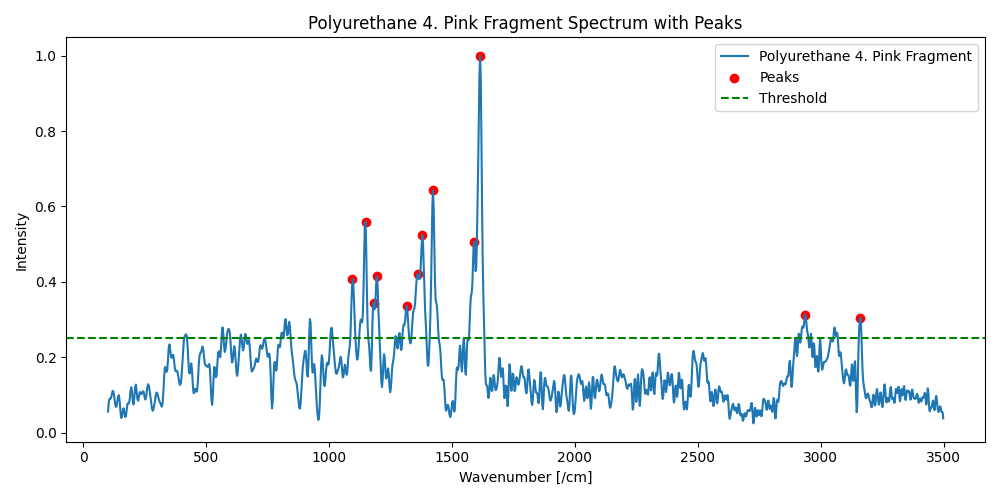 Polyurethane 4. Pink Fragment Spectrum with Peaks
Polyurethane 4. Pink Fragment
Peaks
Threshold
Intensity
1.0
0.8
0.6
0.4
0.2
0.0
0 500 1000 1500 2000 2500 3000 3500
Wavenumber [/cm]